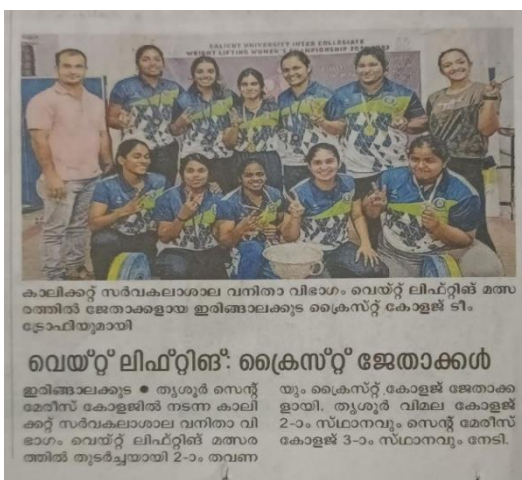 CALICUT UNIVERSITY INTER COLLEGIATE
WEIGHT LIFTING WOMEN'S CHAMPIONSHIP
കാലിക്കറ്റ് സർവകലാശാല വനിതാ വിഭാഗം വെയ്റ്റ് ലിഫ്റ്റിങ് മത്സ
രത്തിൽ ജേതാക്കളായ ഇരിങ്ങാലക്കുട ക്രൈസ്റ്റ് കോളജ് ടീം
ട്രോഫിയുമായി
വെയ്റ്റ് ലിഫ്റ്റിങ്: ക്രൈസ്റ്റ് ജേതാക്കൾ
ഇരിങ്ങാലക്കുട ● തൃശൂർ സെന്റ്
മേരീസ് കോളജിൽ നടന്ന കാലി
ക്കറ്റ് സർവകലാശാല വനിതാ വി
ഭാഗം വെയ്റ്റ് ലിഫ്റ്റിങ് മത്സര
ത്തിൽ തുടർച്ചയായി 2-ാം തവണ
യും ക്രൈസ്റ്റ് കോളജ് ജേതാക്ക
ളായി. തൃശൂർ വിമല കോളജ്
2-ാം സ്ഥാനവും സെന്റ് മേരീസ്
കോളജ് 3-ാം സ്ഥാനവും നേടി.